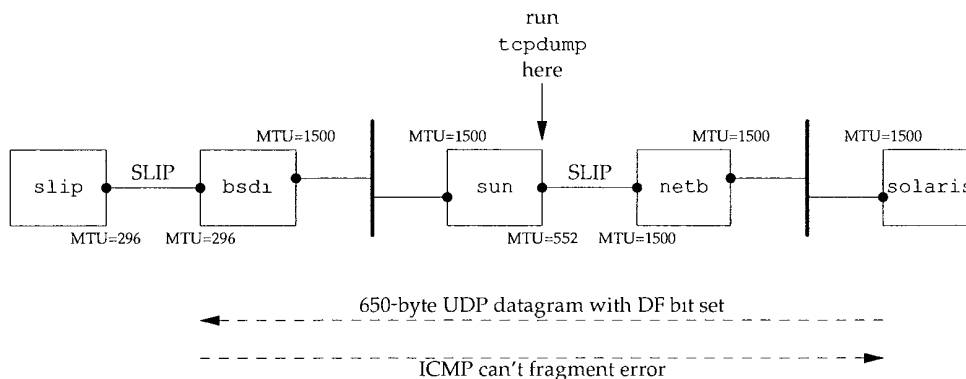 run
tcpdump
here
MTU=1500
MTU=1500
MTU=1500
MTU=1500
slip
SLIP
bsdi
sun
SLIP
netb
solaris
MTU=296
MTU=296
MTU=552
MTU=1500
650-byte UDP datagram with DF bit set
ICMP can't fragment error